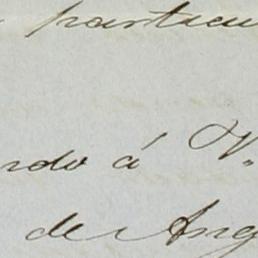 particu
ndo á V.
de Ang